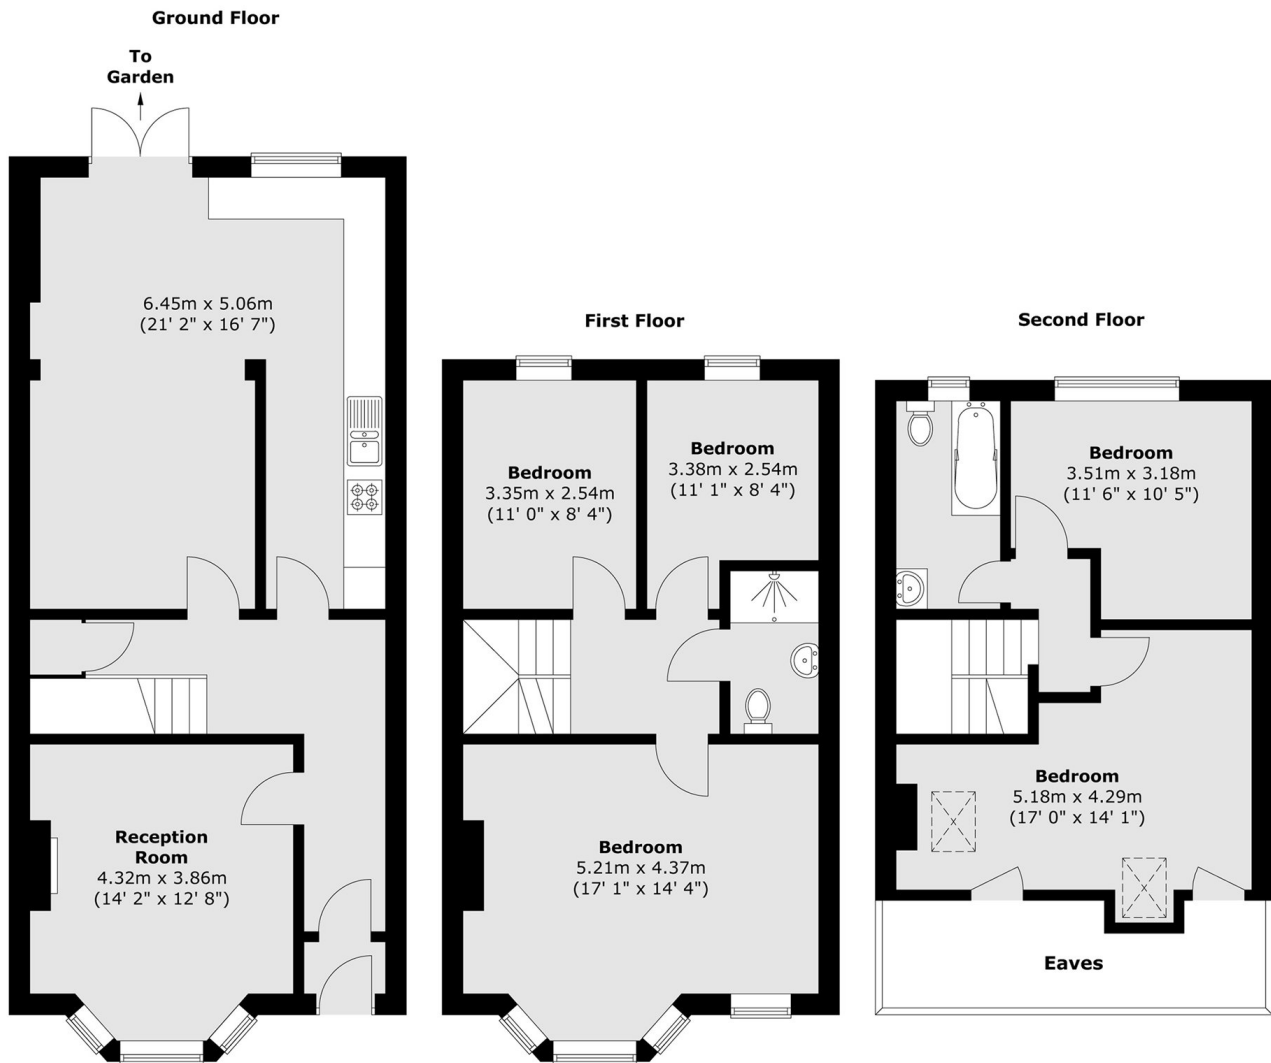 Ground Floor
To
Garden
6.45m x 5.06m
(21' 2" x 16' 7")
Reception
Room
4.32m x 3.86m
(14' 2" x 12' 8")
First Floor
Bedroom
3.35m x 2.54m
(11' 0" x 8' 4")
Bedroom
3.38m x 2.54m
(11' 1" x 8' 4")
Bedroom
5.21m x 4.37m
(17' 1" x 14' 4")
Second Floor
Bedroom
3.51m x 3.18m
(11' 6" x 10' 5")
Bedroom
5.18m x 4.29m
(17' 0" x 14' 1")
Eaves